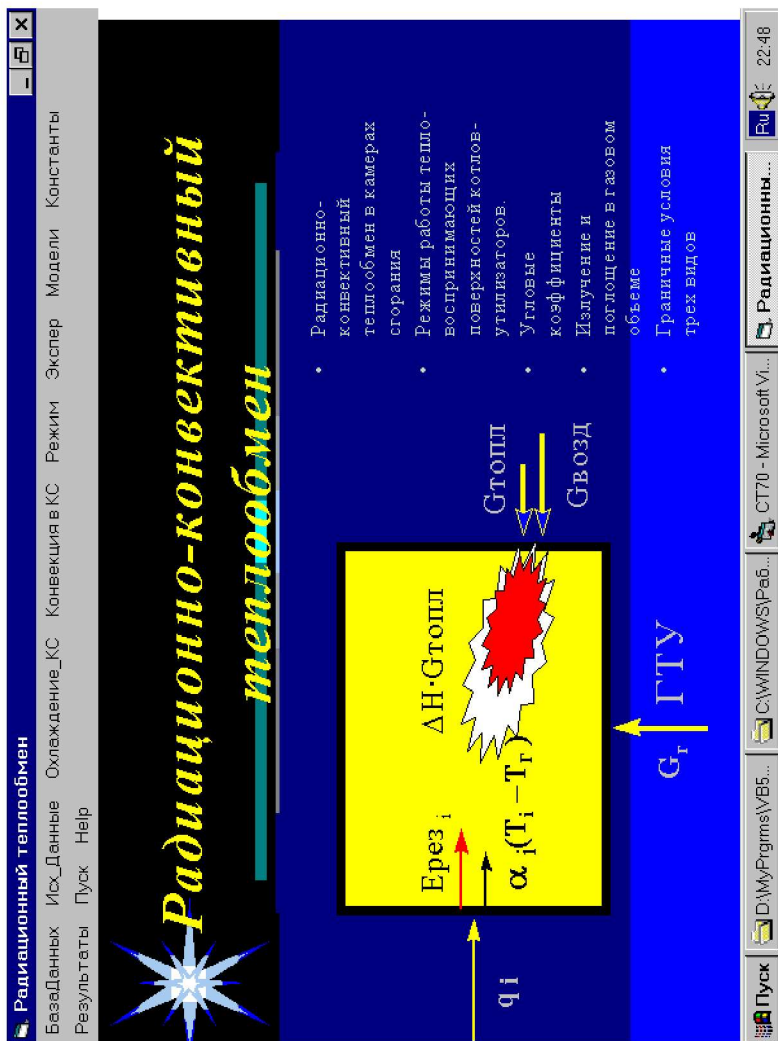 Радиационный теплообмен
БазаДанных Исх_Данные Охлаждение_КС Конвекция в КС Режим Экспер Модели Константы
Результаты Пуск Help
Радиационно-конвективный
теплообмен
• Радиационно-
конвективный
теплообмен в камерах
сгорания
• Режимы работы тепло-
воспринимающих
поверхностей котлов-
утилизаторов.
• Угловые
коэффициенты
• Излучение и
поглощение в газовом
объеме
• Граничные условия
трех видов
q i
Eрез i
α i(Ti −Tг)
ΔH·Gтопл
Gтопл
Gвозд
Gг ГТУ
Пуск
D:\MyPrgrms\VB5...
C:\WINDOWS\Раб...
CT70 - Microsoft Vi...
Радиационны...
Ru 22:48